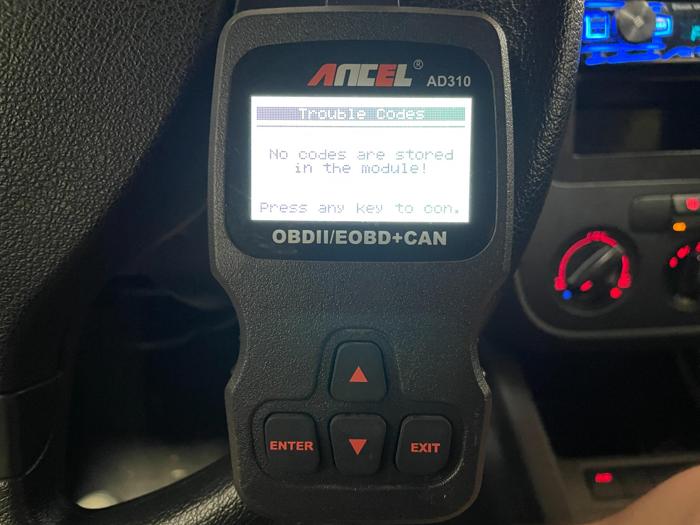 ANCEL®
AD310
Trouble Codes
No codes are stored
in the module!
Press any key to con.
OBDII/EOBD+CAN
ENTER
EXIT